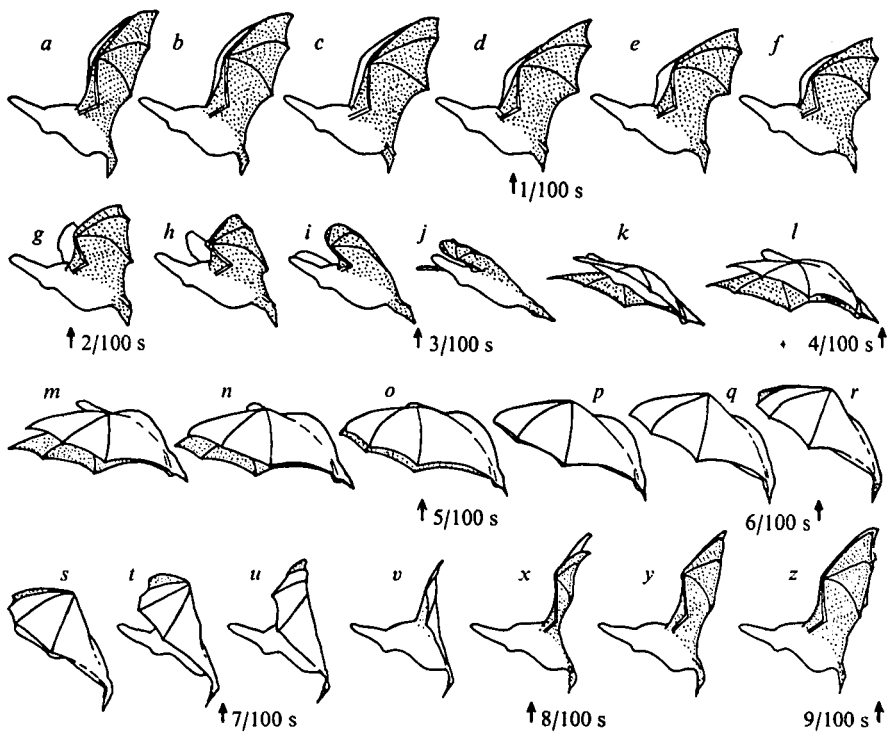 a b c d e f
1/100 s
g h i j k l
2/100 s 3/100 s 4/100 s
m n o p q r
5/100 s 6/100 s
s t u v x y z
7/100 s 8/100 s 9/100 s